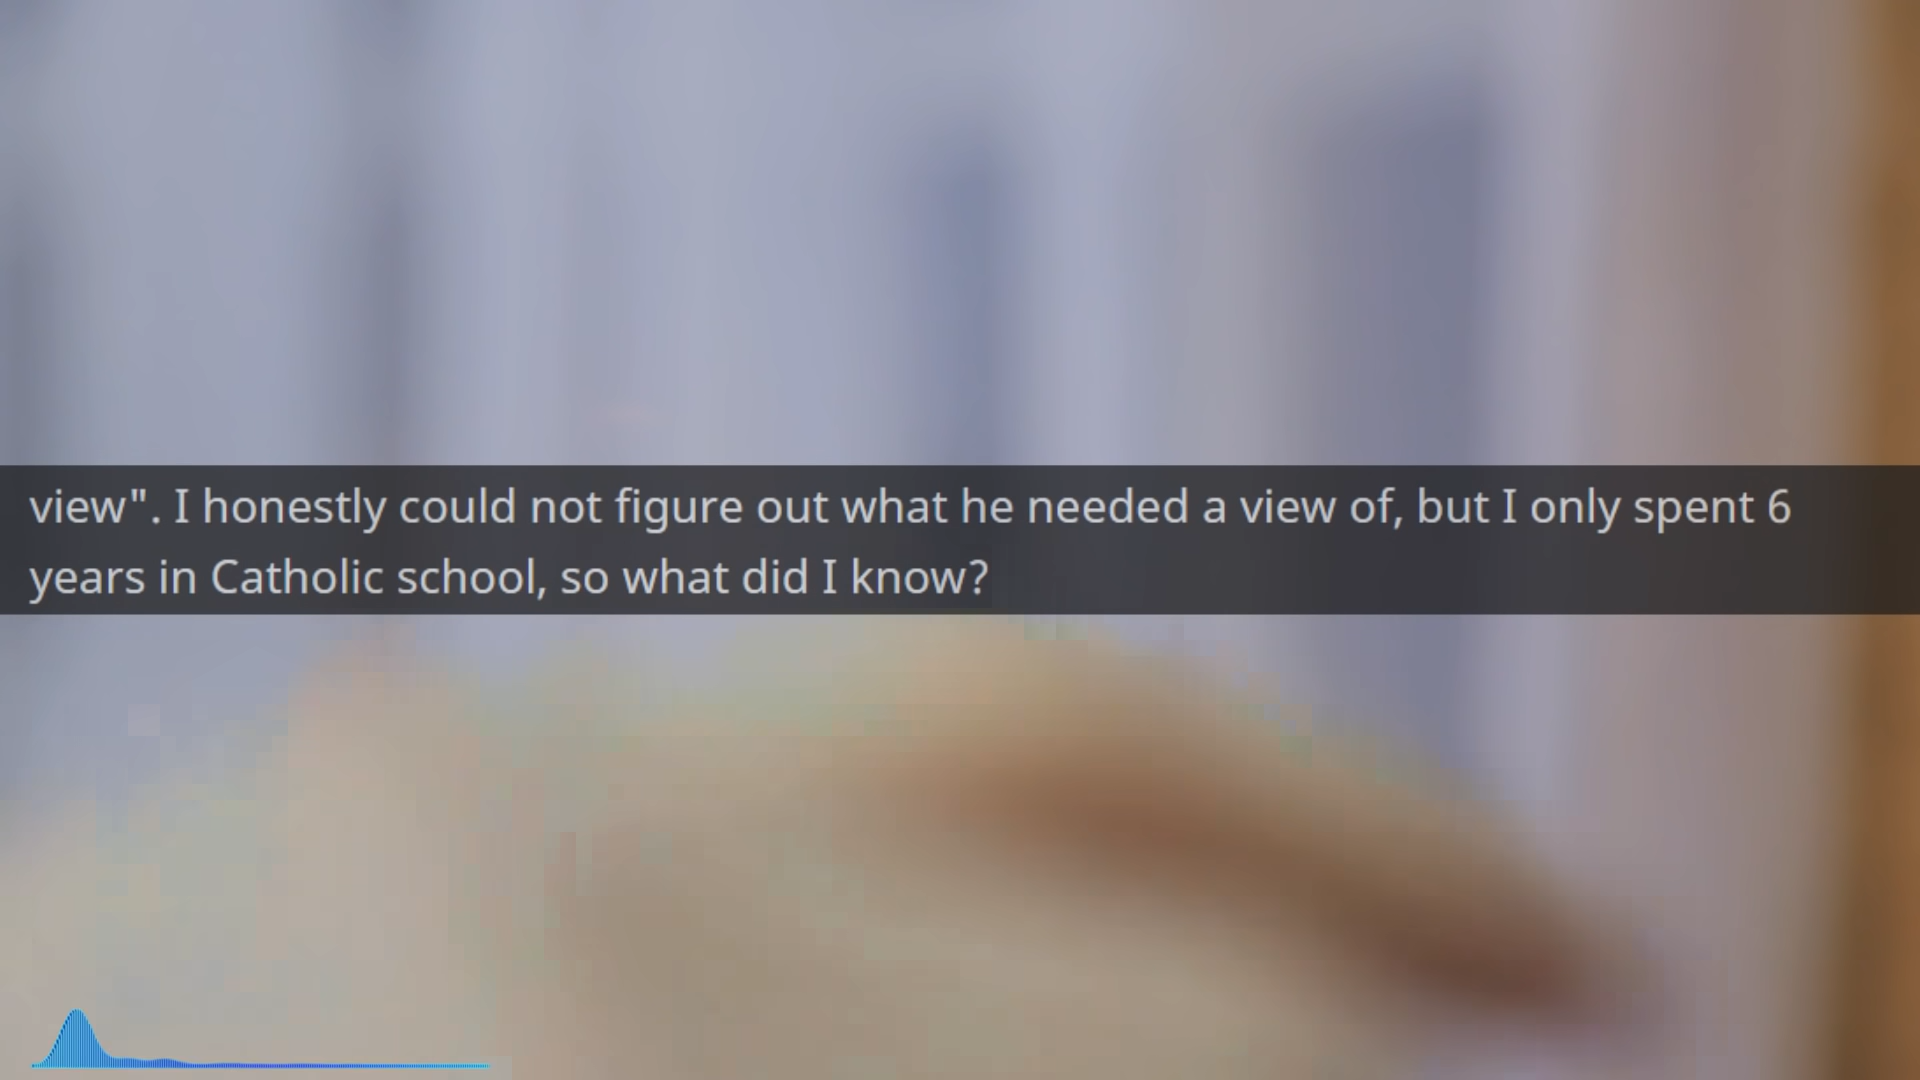 view". I honestly could not figure out what he needed a view of, but I only spent 6
years in Catholic school, so what did I know?